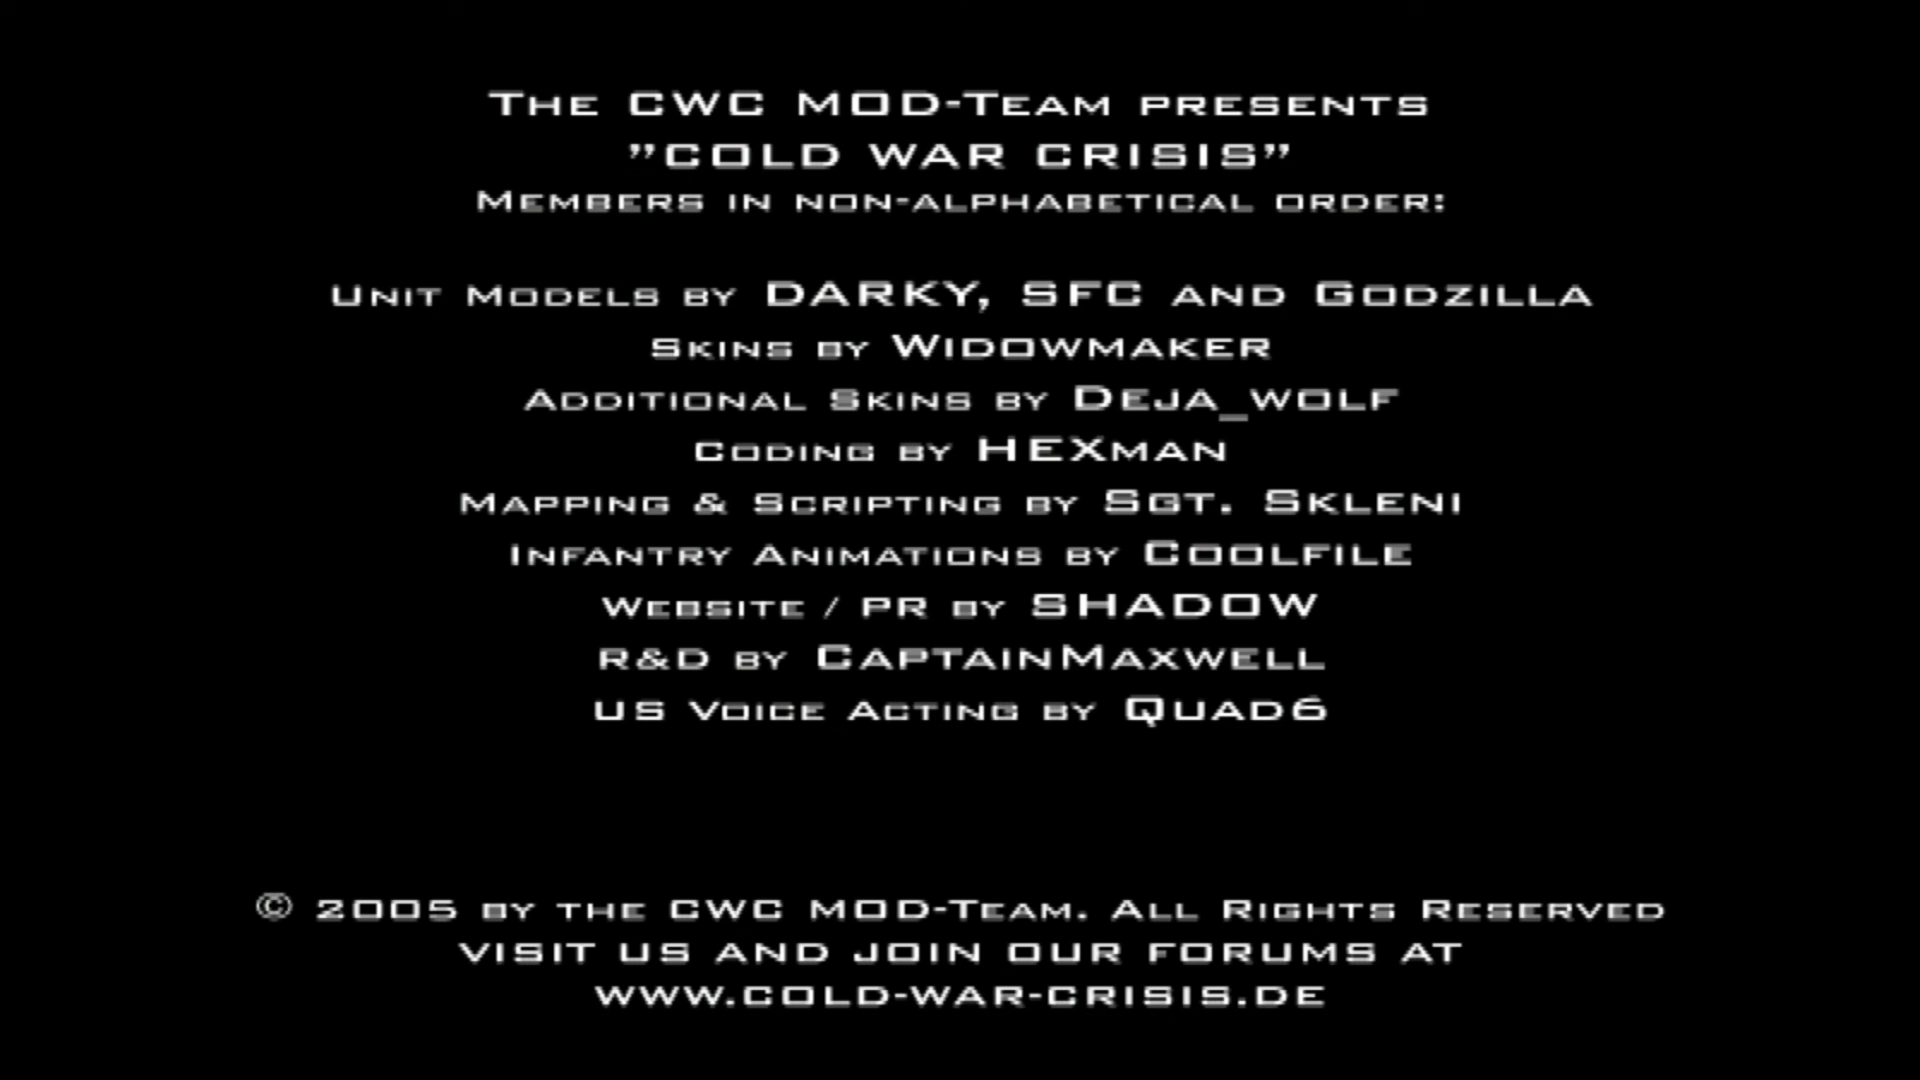 The CWC MOD-Team presents
"COLD WAR CRISIS"
Members in non-alphabetical order:
Unit Models by DARKY, SFC and Godzilla
Skins by Widowmaker
Additional Skins by Deja_wolf
Coding by HEXman
Mapping & Scripting by Sgt. Skleni
Infantry Animations by Coolfile
Website / PR by SHADOW
R&D by CaptainMaxwell
US Voice Acting by Quad6
© 2005 by the CWC MOD-Team. All Rights Reserved
VISIT US AND JOIN OUR FORUMS AT
WWW.COLD-WAR-CRISIS.DE